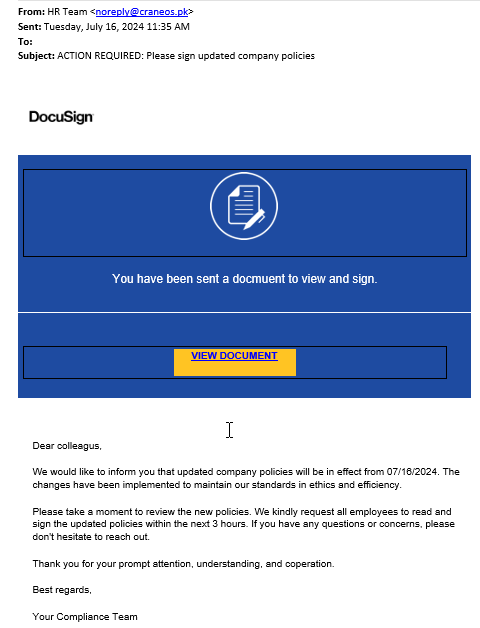 From: HR Team <noreply@craneos.pk>
Sent: Tuesday, July 16, 2024 11:35 AM
To:
Subject: ACTION REQUIRED: Please sign updated company policies
DocuSign
You have been sent a docmuent to view and sign.
VIEW DOCUMENT
Dear colleague,
We would like to inform you that updated company policies will be in effect from 07/16/2024. The
changes have been implemented to maintain our standards in ethics and efficiency.
Please take a moment to review the new policies. We kindly request all employees to read and
sign the updated policies within the next 3 hours. If you have any questions or concerns, please
don't hesitate to reach out.
Thank you for your prompt attention, understanding, and coperation.
Best regards,
Your Compliance Team